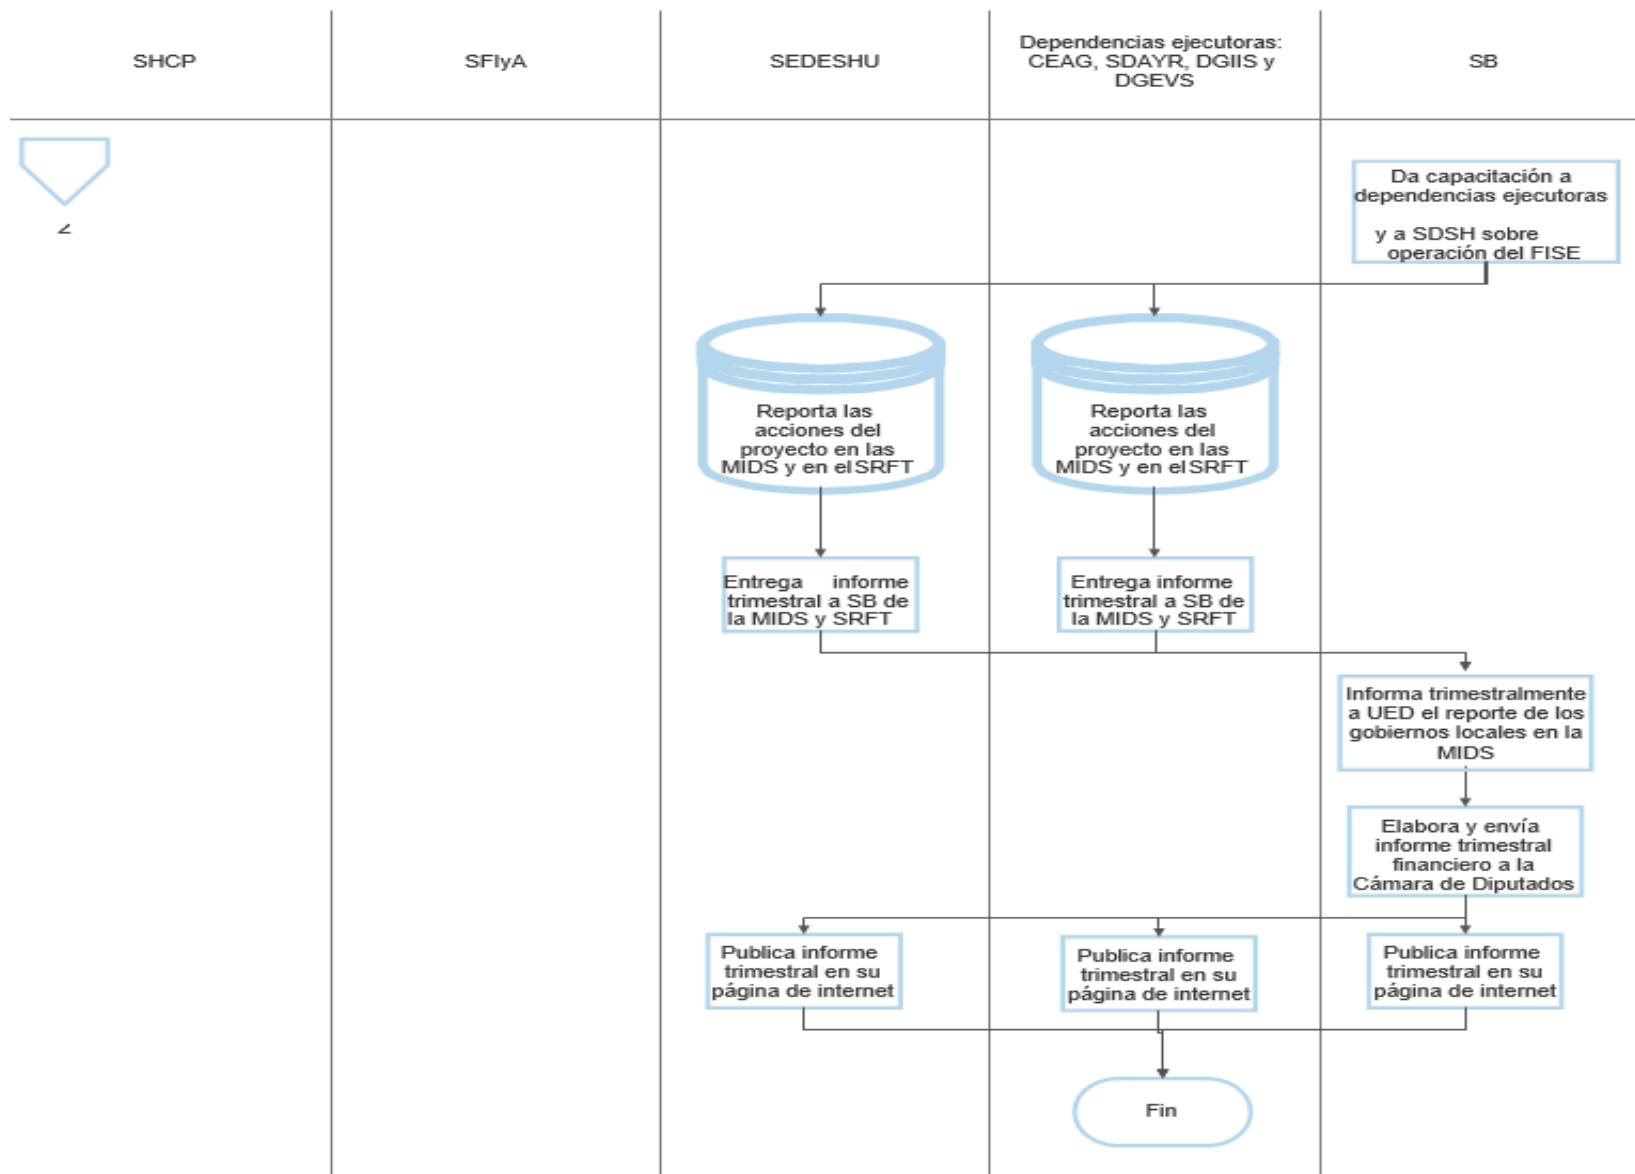 SHCP
SFIyA
SEDESHU
Dependencias ejecutoras:
CEAG, SDAYR, DGIIS y
DGEVS
SB
2
Da capacitación a
dependencias ejecutoras
y a SDSH sobre
operación del FISE
Reporta las
acciones del
proyecto en las
MIDS y en el SRFT
Reporta las
acciones del
proyecto en las
MIDS y en el SRFT
Entrega informe
trimestral a SB de
la MIDS y SRFT
Entrega informe
trimestral a SB de
la MIDS y SRFT
Informa trimestralmente
a UED el reporte de los
gobiernos locales en la
MIDS
Elabora y envía
informe trimestral
financiero a la
Cámara de Diputados
Publica informe
trimestral en su
página de internet
Publica informe
trimestral en su
página de internet
Publica informe
trimestral en su
página de internet
Fin